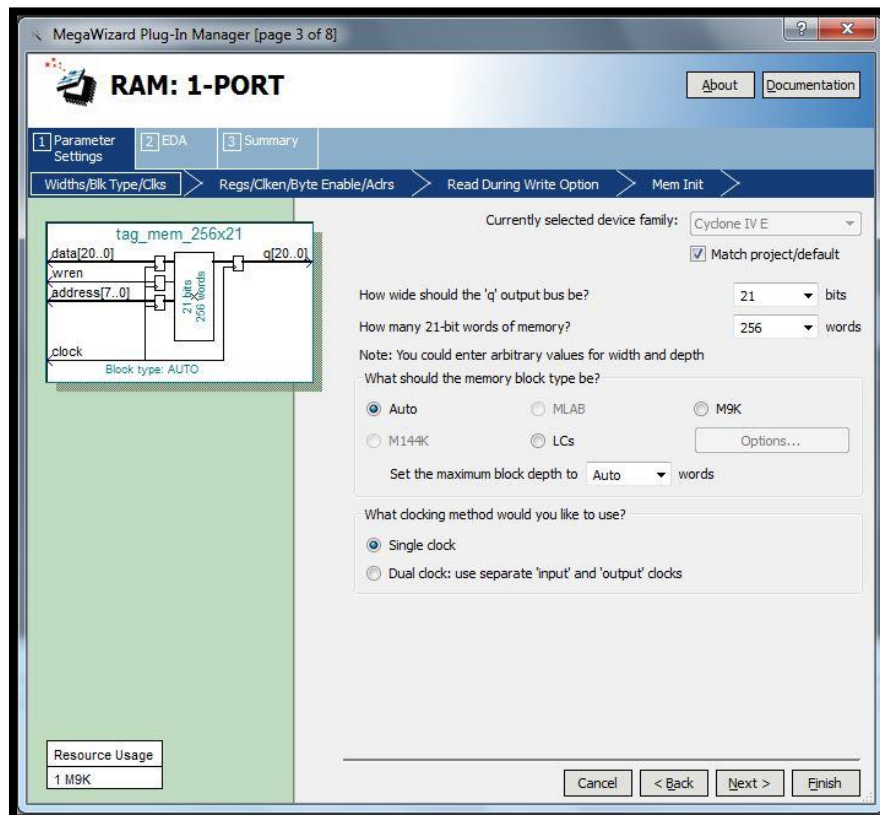 MegaWizard Plug-In Manager [page 3 of 8]
RAM: 1-PORT
About
Documentation
1 Parameter Settings
2 EDA
3 Summary
Widths/Blk Type/Clks
Regs/Clken/Byte Enable/Aclrs
Read During Write Option
Mem Init
tag_mem_256x21
data[20..0]
q[20..0]
wren
address[7..0]
21 bits
256 words
clock
Block type: AUTO
Currently selected device family:
Cyclone IV E
Match project/default
How wide should the 'q' output bus be?
21
bits
How many 21-bit words of memory?
256
words
Note: You could enter arbitrary values for width and depth
What should the memory block type be?
Auto
MLAB
M9K
M144K
LCs
Options...
Set the maximum block depth to
Auto
words
What clocking method would you like to use?
Single clock
Dual clock: use separate 'input' and 'output' clocks
Resource Usage
1 M9K
Cancel
< Back
Next >
Finish